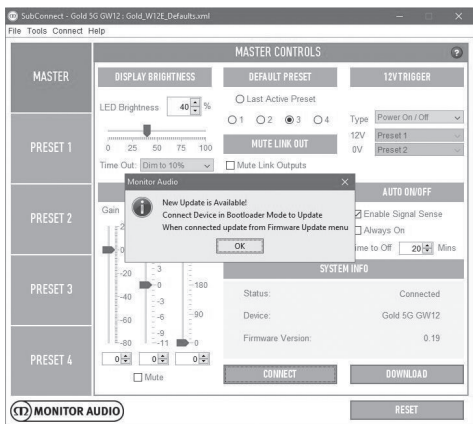 SubConnect - Gold 5G GW12 : Gold_W12E_Defaults.xml
File Tools Connect Help
MASTER CONTROLS
?
MASTER
PRESET 1
PRESET 2
PRESET 3
PRESET 4
DISPLAY BRIGHTNESS
LED Brightness 40 %
0 25 50 75 100
Time Out: Dim to 10%
DEFAULT PRESET
Last Active Preset
1 2 3 4
MUTE LINK OUT
Mute Link Outputs
12V TRIGGER
Type Power On / Off
12V Preset 1
0V Preset 2
Monitor Audio
New Update is Available!
Connect Device in Bootloader Mode to Update
When connected update from Firmware Update menu
OK
Gain
0
-20
-40
-60
-80
3
0
-3
-6
-9
-11
180
90
0
0 0 0
Mute
AUTO ON/OFF
Enable Signal Sense
Always On
to Off 20 Mins
SYSTEM INFO
Status: Connected
Device: Gold 5G GW12
Firmware Version: 0.19
CONNECT
DOWNLOAD
MONITOR AUDIO
RESET